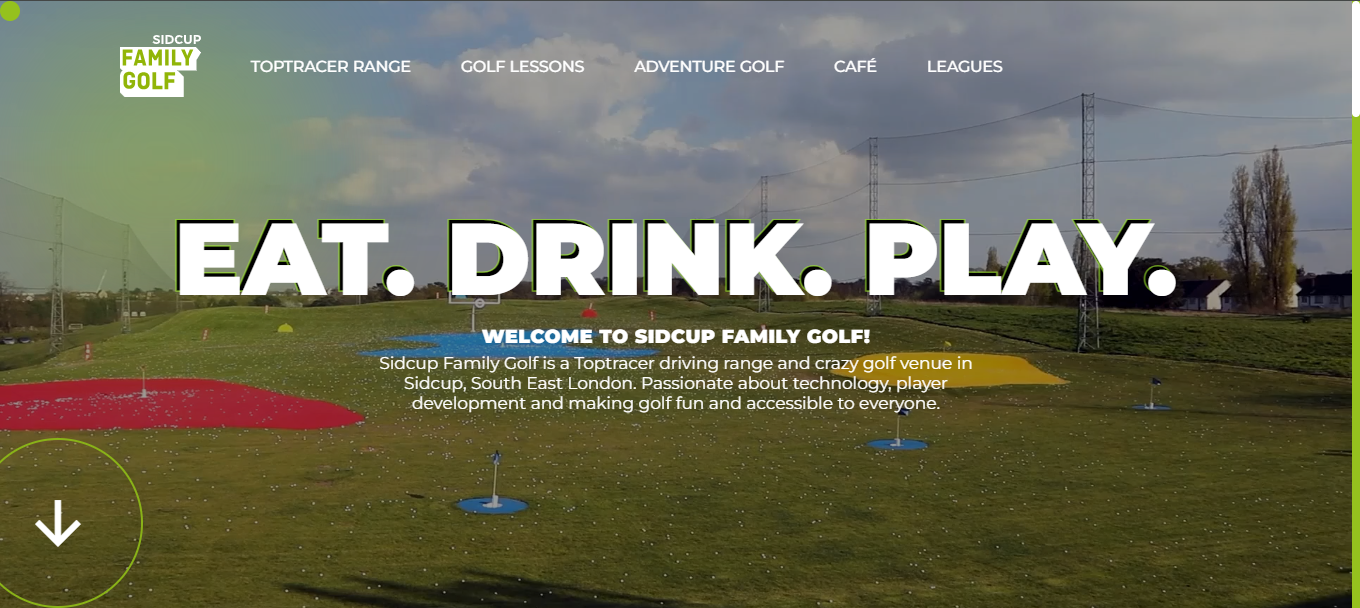 SIDCUP
FAMILY
GOLF
TOPTRACER RANGE
GOLF LESSONS
ADVENTURE GOLF
CAFÉ
LEAGUES
EAT. DRINK. PLAY.
WELCOME TO SIDCUP FAMILY GOLF!
Sidcup Family Golf is a Toptracer driving range and crazy golf venue in
Sidcup, South East London. Passionate about technology, player
development and making golf fun and accessible to everyone.